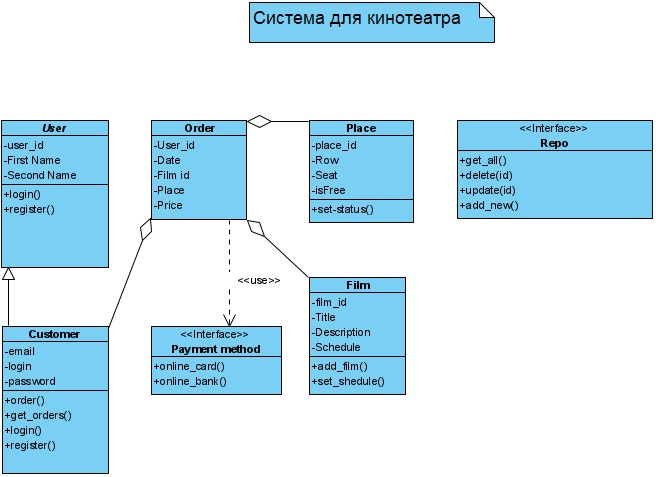 Система для кинотеатра
User
-user_id
-First Name
-Second Name
+login()
+register()
Order
-User_id
-Date
-Film id
-Place
-Price
Place
-place_id
-Row
-Seat
-isFree
+set-status()
<<Interface>>
Repo
+get_all()
+delete(id)
+update(id)
+add_new()
<<use>>
Customer
-email
-login
-password
+order()
+get_orders()
+login()
+register()
<<Interface>>
Payment method
+online_card()
+online_bank()
Film
-film_id
-Title
-Description
-Schedule
+add_film()
+set_shedule()